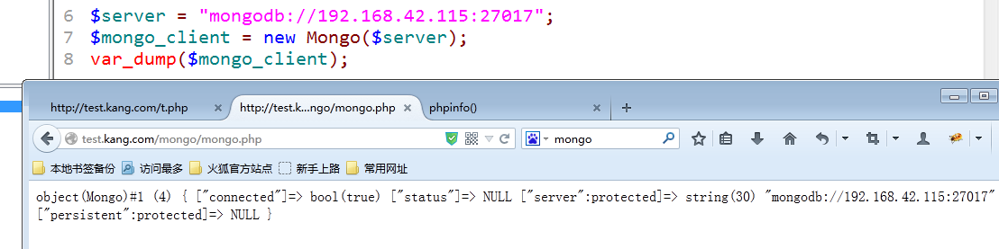 6 $server = "mongodb://192.168.42.115:27017";
7 $mongo_client = new Mongo($server);
8 var_dump($mongo_client);
http://test.kang.com/t.php http://test.k...ngo/mongo.php phpinfo()
test.kang.com/mongo/mongo.php mongo
本地书签备份 访问最多 火狐官方站点 新手上路 常用网址
object(Mongo)#1 (4) { ["connected"]=> bool(true) ["status"]=> NULL ["server":protected]=> string(30) "mongodb://192.168.42.115:27017"
["persistent":protected]=> NULL }